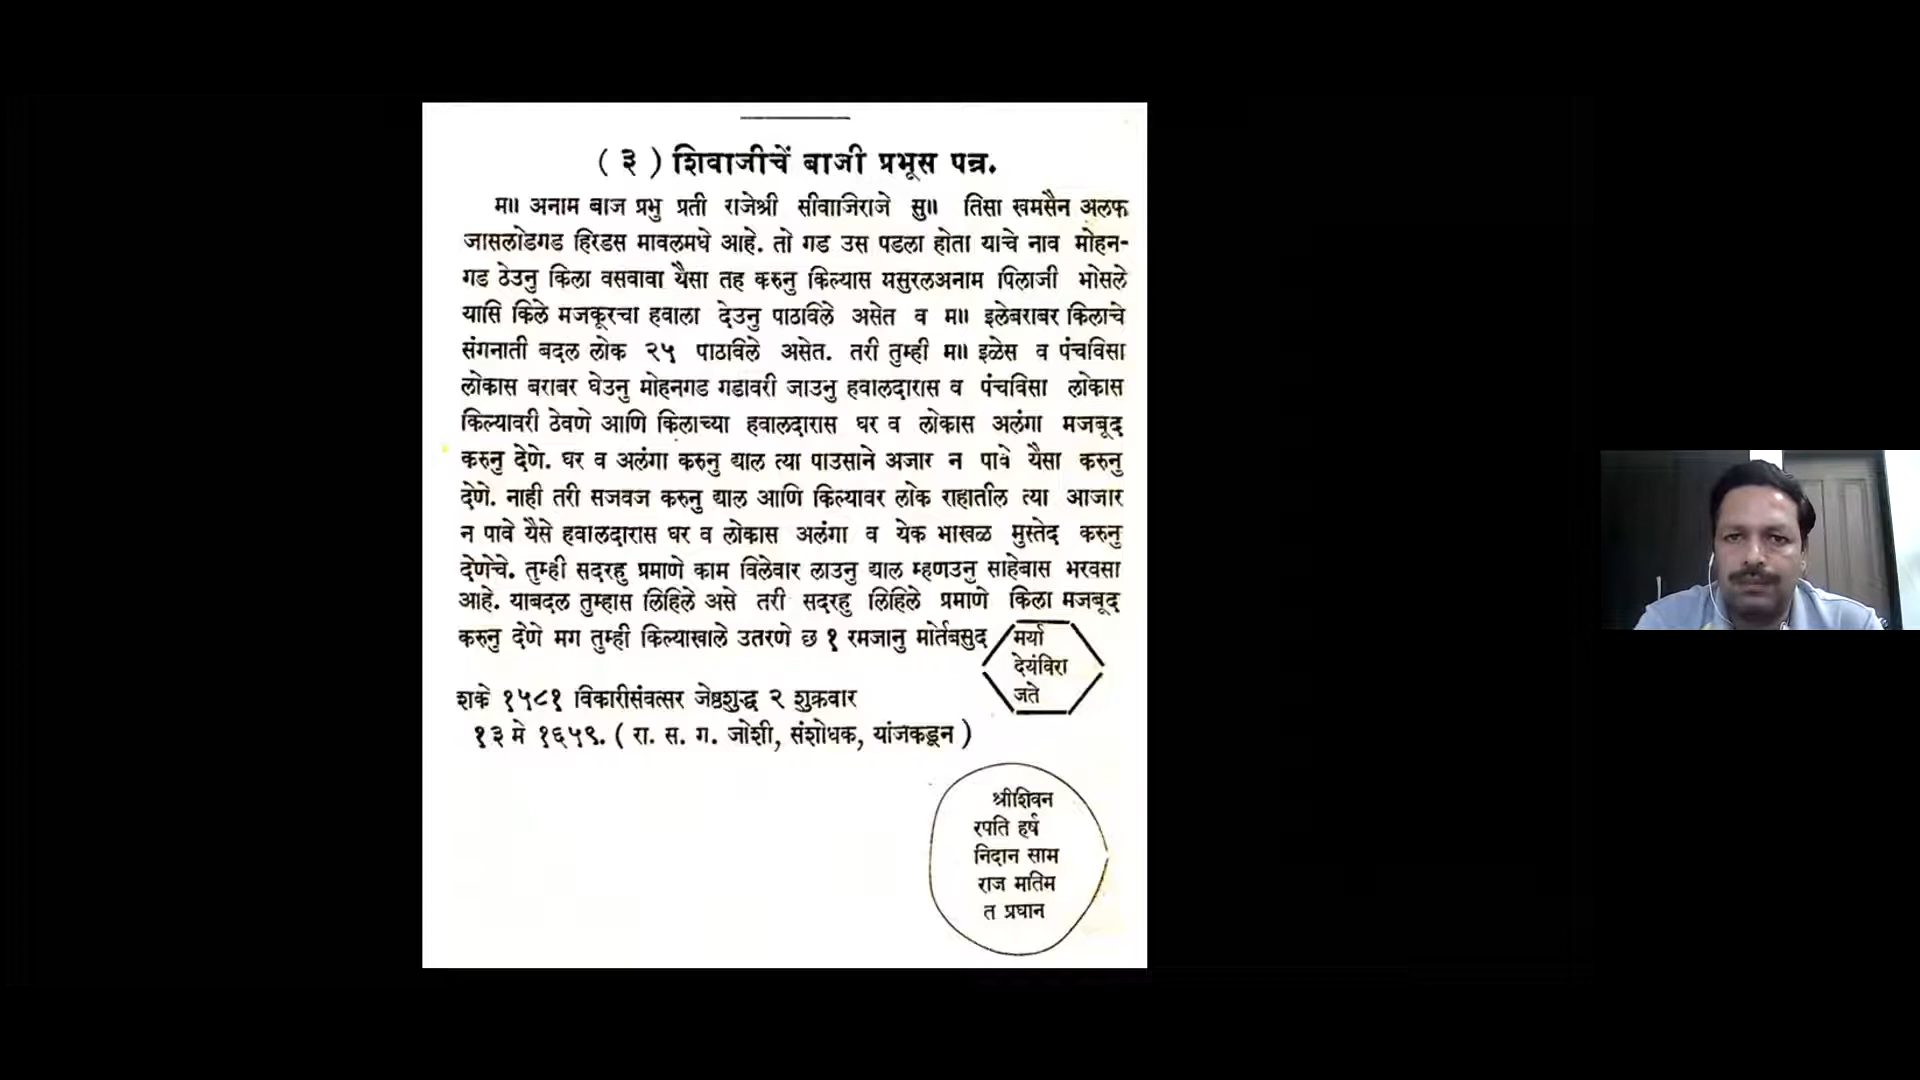 ( ३ ) शिवाजीचें बाजी प्रभूस पत्र.
म॥ अनाम बाज प्रभु प्रती राजेश्री सीवाजिराजे सु॥ तिसा खमसैन अलफ
जासलोडगड हिरडस मावलमधे आहे. तो गड उस पडला होता याचे नाव मोहन-
गड ठेउनु किला वसवावा यैसा तह करुनु किल्यास मसुरलअनाम पिलाजी भोसले
यासि किले मजकूरचा हवाला देउनु पाठविले असेत व म॥ इलेबराबर किलाचे
संगनाती बदल लोक २५ पाठविले असेत. तरी तुम्ही म॥ इळेस व पंचविसा
लोकास बराबर घेउनु मोहनगड गडावरी जाउनु हवालदारास व पंचविसा लोकास
किल्यावरी ठेवणे आणि किलाच्या हवालदारास घर व लोकास अलंगा मजबूद
करुनु देणे. घर व अलंगा करुनु द्याल त्या पाउसाने अजार न पावे यैसा करुनु
देणे. नाही तरी सजवज करुनु द्याल आणि किल्यावर लोक राहातील त्या आजार
न पावे यैसे हवालदारास घर व लोकास अलंगा व येक भाखळ मुस्तेद करुनु
देणेचे. तुम्ही सदरहु प्रमाणे काम विलेवार लाउनु द्याल म्हणउनु साहेबास भरवसा
आहे. याबदल तुम्हास लिहिले असे तरी सदरहु लिहिले प्रमाणे किला मजबूद
करुनु देणे मग तुम्ही किल्याखाले उतरणे छ १ रमजानु मोर्तबसुद
मर्या
देयंविरा
जते
शके १५८१ विकारीसंवत्सर जेष्ठशुद्ध २ शुक्रवार
१३ मे १६५९. ( रा. स. ग. जोशी, संशोधक, यांजकडून )
श्रीशिवन
रपति हर्ष
निदान साम
राज मतिम
त प्रधान